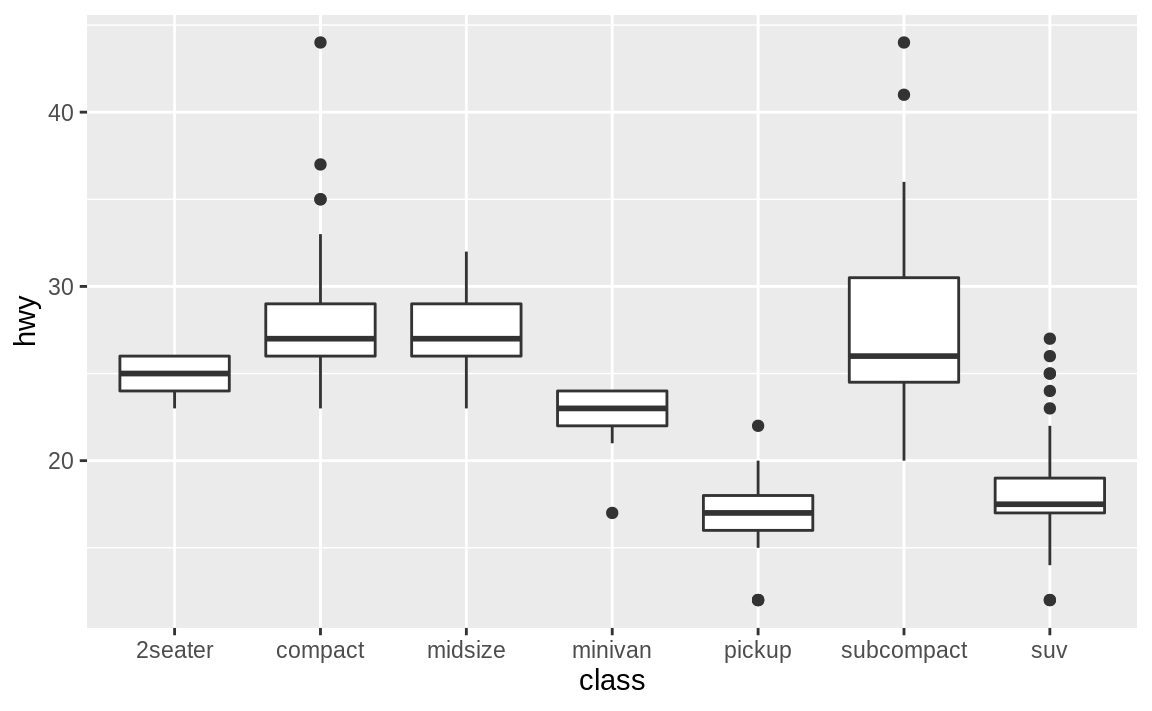 hwy
40
30
20
2seater compact midsize minivan pickup subcompact suv
class